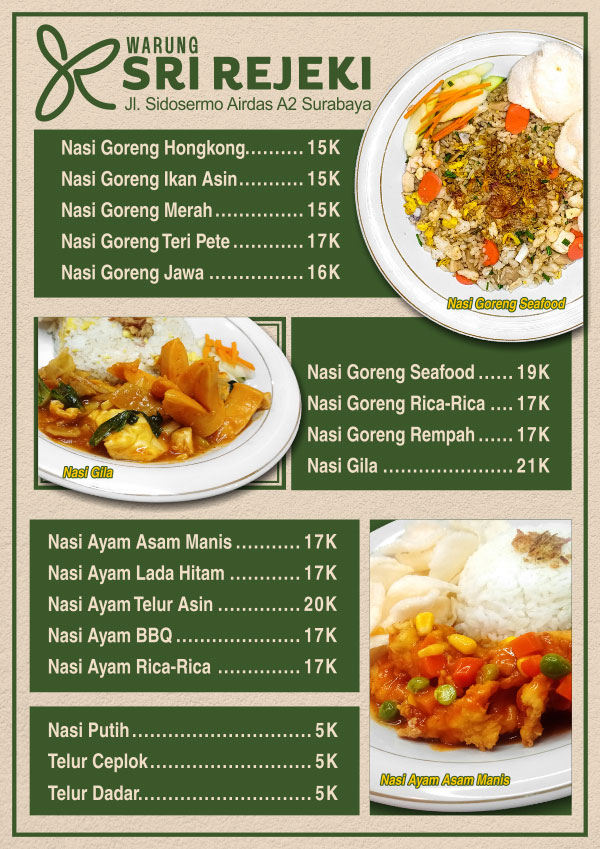 WARUNG
SRI REJEKI
Jl. Sidosermo Airdas A2 Surabaya
Nasi Goreng Hongkong.......... 15K
Nasi Goreng Ikan Asin........... 15K
Nasi Goreng Merah ............... 15K
Nasi Goreng Teri Pete ............ 17K
Nasi Goreng Jawa ................ 16K
Nasi Goreng Seafood
Nasi Goreng Seafood ...... 19K
Nasi Goreng Rica-Rica .... 17K
Nasi Goreng Rempah ...... 17K
Nasi Gila ...................... 21K
Nasi Gila
Nasi Ayam Asam Manis ........... 17K
Nasi Ayam Lada Hitam ............ 17K
Nasi Ayam Telur Asin .............. 20K
Nasi Ayam BBQ ..................... 17K
Nasi Ayam Rica-Rica .............. 17K
Nasi Putih .............................. 5K
Telur Ceplok........................... 5K
Telur Dadar............................. 5K
Nasi Ayam Asam Manis